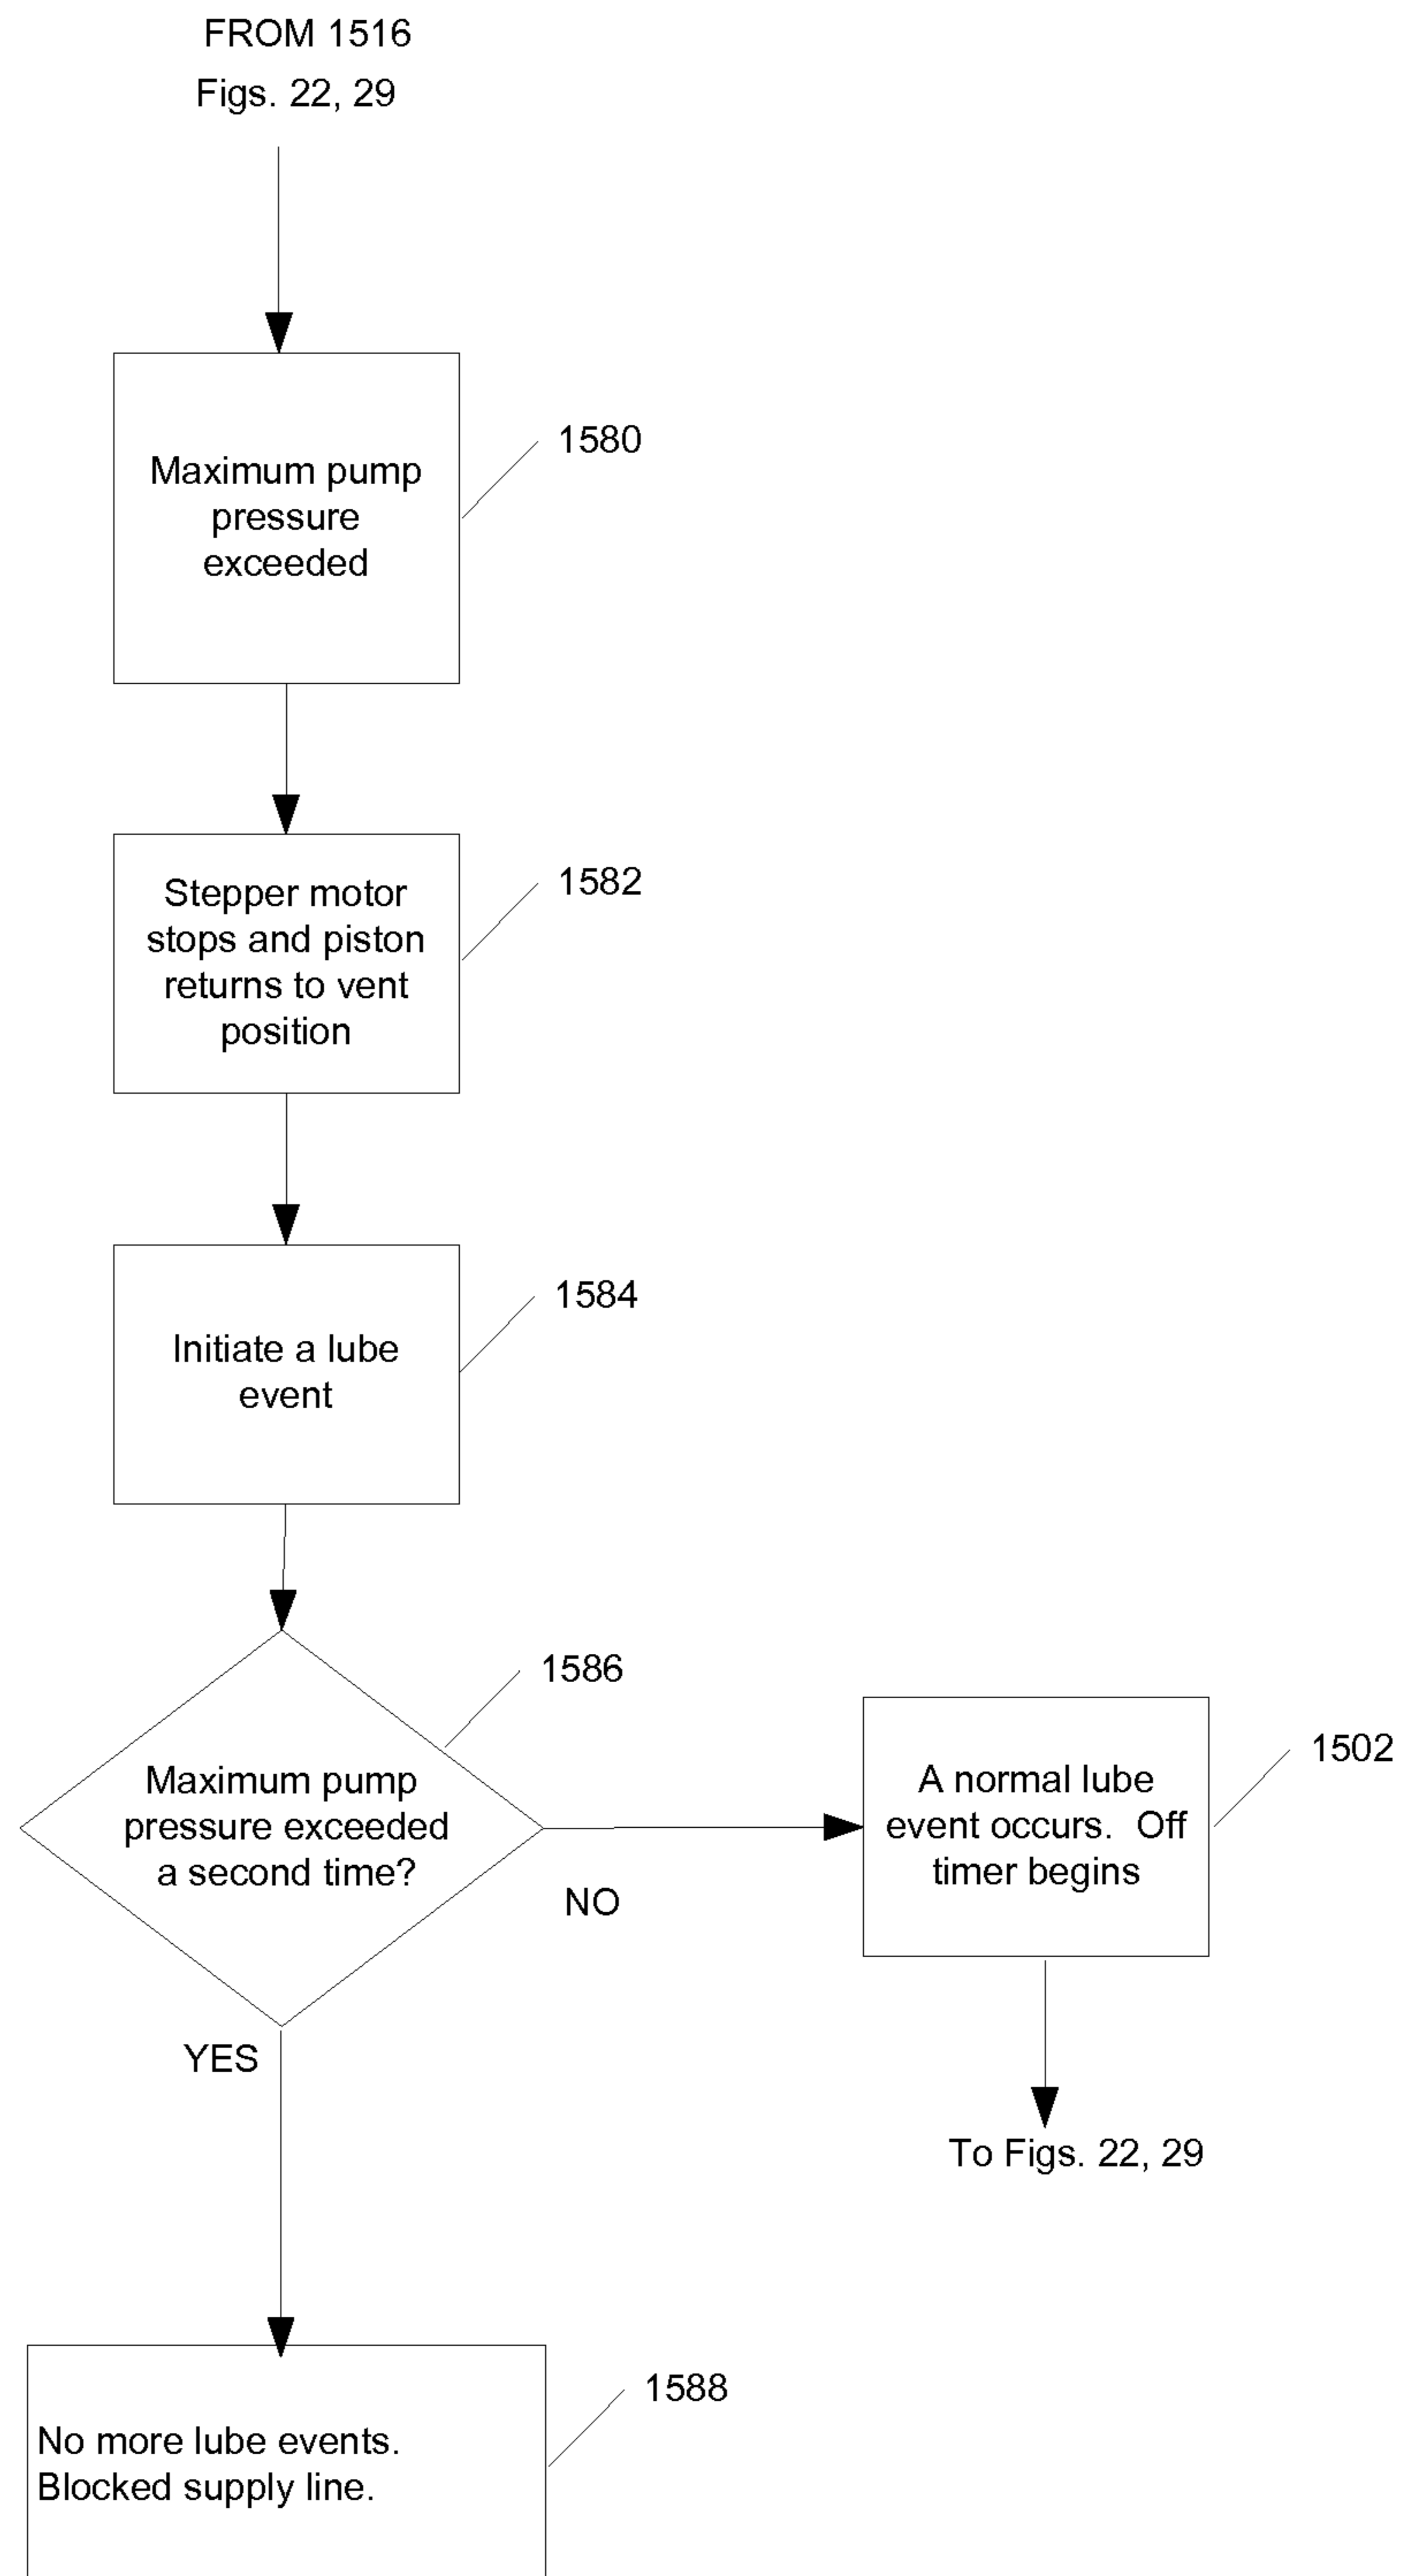 FROM 1516
Figs. 22, 29
1580
Maximum pump
pressure
exceeded
1582
Stepper motor
stops and piston
returns to vent
position
1584
Initiate a lube
event
1586
Maximum pump
pressure exceeded
a second time?
NO
1502
A normal lube
event occurs.  Off
timer begins
YES
To Figs. 22, 29
1588
No more lube events.
Blocked supply line.